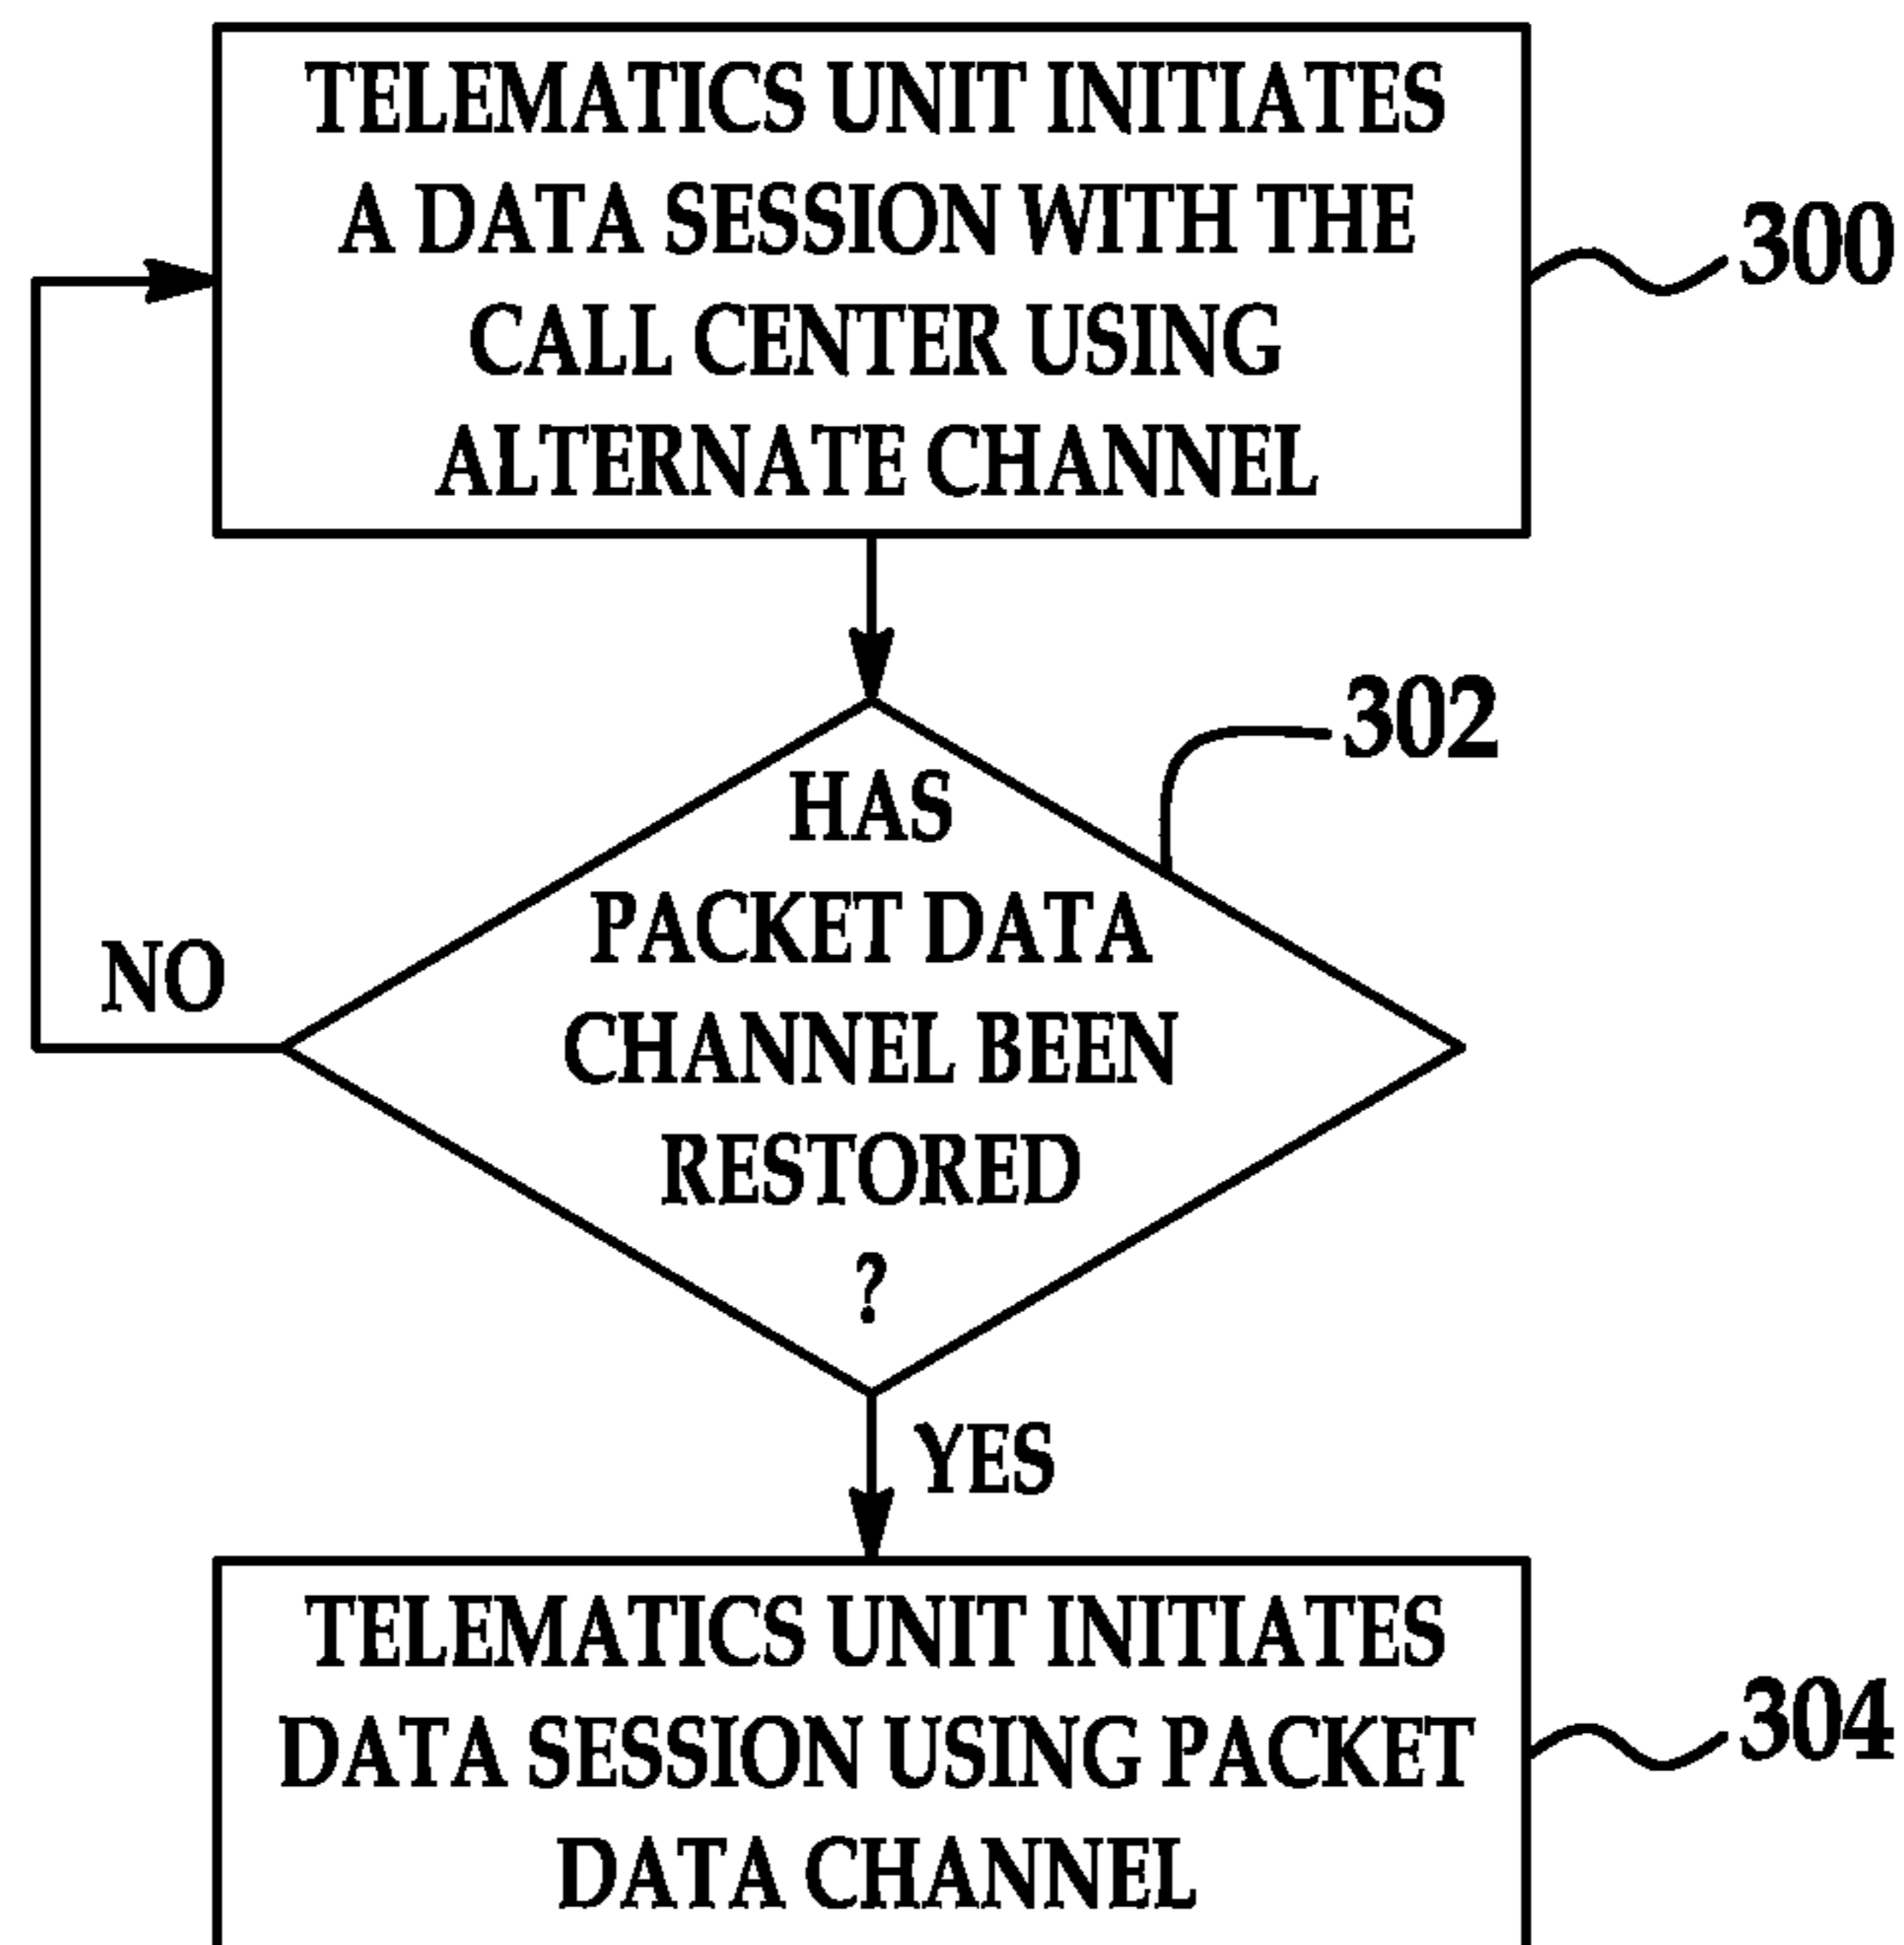 TELEMATICS UNIT INITIATES
A DATA SESSION WITH THE
CALL CENTER USING
ALTERNATE CHANNEL
300
302
HAS
PACKET DATA
CHANNEL BEEN
RESTORED
?
NO
YES
TELEMATICS UNIT INITIATES
DATA SESSION USING PACKET
DATA CHANNEL
304